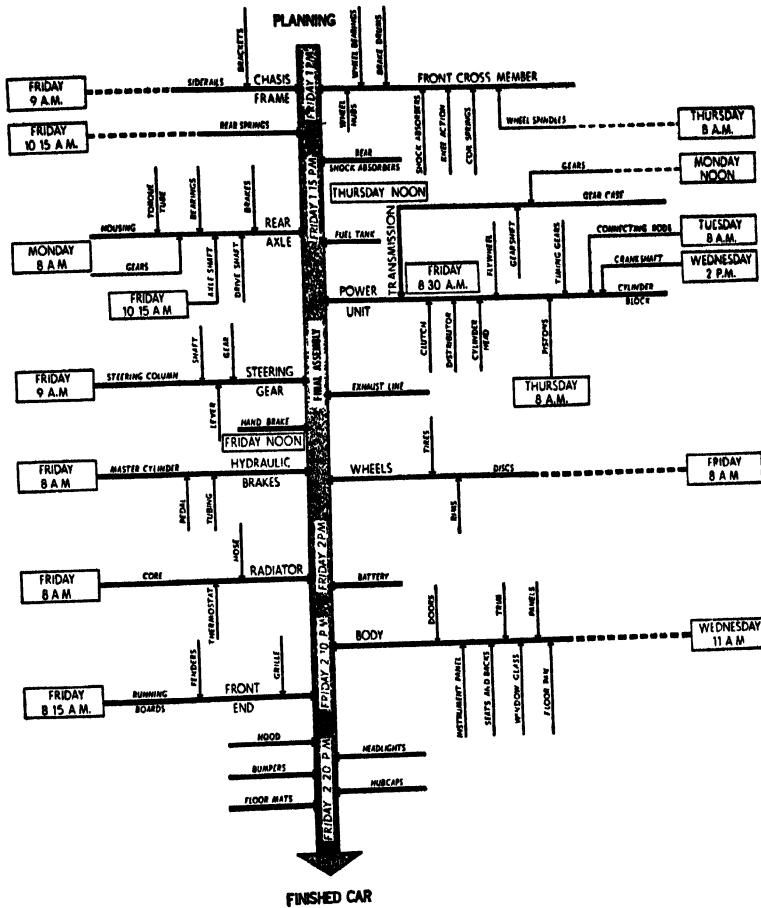 PLANNING
BRACKETS
WHEEL BEARINGS
BRAKE DRUMS
FRIDAY 1 P.M.
FRIDAY
9 A.M.
SIDERAILS
CHASIS
FRAME
FRONT CROSS MEMBER
WHEEL
HUBS
SHOCK ABSORBERS
KNEE ACTION
COIL SPRINGS
WHEEL SPINDLES
THURSDAY
8 A.M.
FRIDAY
10 15 A M.
REAR SPRINGS
REAR
SHOCK ABSORBERS
MONDAY
NOON
GEARS
THURSDAY NOON
GEAR CASE
FRIDAY 1 15 P.M
TORQUE
TUBE
BEARINGS
BRAKES
HOUSING
REAR
AXLE
FUEL TANK
TRANSMISSION
FLYWHEEL
GEARSHIFT
TIMING GEARS
CONNECTING RODS
TUESDAY
8 A.M.
MONDAY
8 A M
GEARS
AXLE SHAFT
DRIVE SHAFT
FRIDAY
10 15 AM
FRIDAY
8 30 A.M.
CRANKSHAFT
WEDNESDAY
2 P.M.
POWER
UNIT
CYLINDER
BLOCK
CLUTCH
DISTRIBUTOR
CYLINDER
HEAD
PISTONS
THURSDAY
8 A.M.
FINAL ASSEMBLY
SHAFT
GEAR
FRIDAY
9 A.M
STEERING COLUMN
STEERING
GEAR
LEVER
EXHAUST LINE
HAND BRAKE
FRIDAY NOON
FRIDAY
8 A M
MASTER CYLINDER
HYDRAULIC
BRAKES
PEDAL
TUBING
WHEELS
TIRES
DISCS
RIMS
FRIDAY
8 A M
FRIDAY 2 P M
HOSE
FRIDAY
8 A M
CORE
RADIATOR
THERMOSTAT
BATTERY
FRIDAY 2 10 P M
BODY
DOORS
TRIM
PANELS
WEDNESDAY
11 A M
INSTRUMENT PANEL
SEATS AND BACKS
WINDOW GLASS
FLOOR PAN
FENDERS
GRILLE
FRIDAY
8 15 A M.
RUNNING
BOARDS
FRONT
END
FRIDAY 2 20 P M
HOOD
HEADLIGHTS
BUMPERS
HUBCAPS
FLOOR MATS
FINISHED CAR